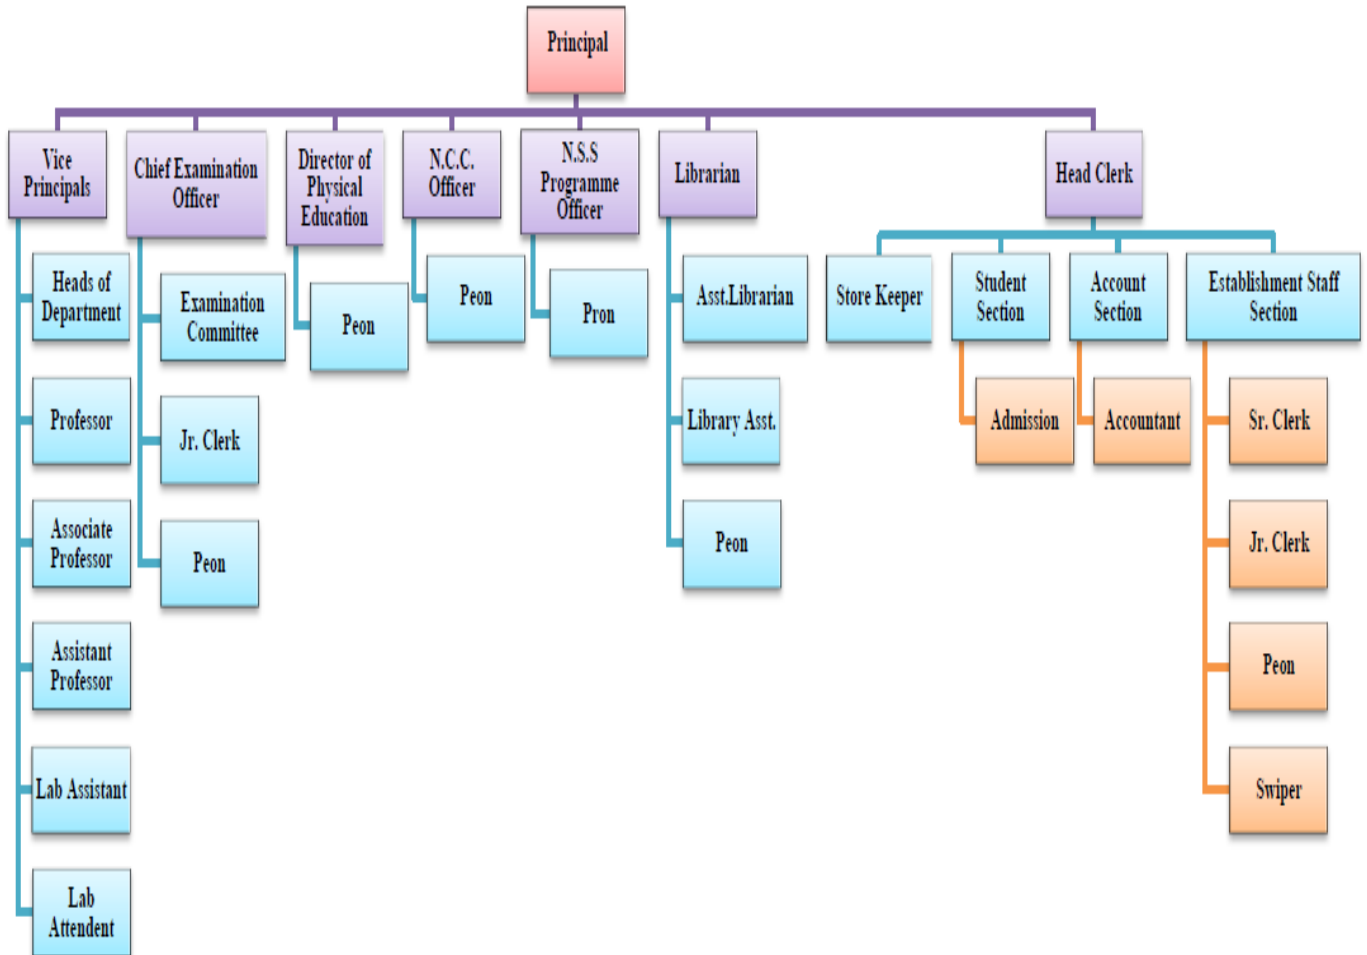 Principal
Vice
Principals
Chief Examination
Officer
Director of
Physical
Education
N.C.C.
Officer
N.S.S
Programme
Officer
Librarian
Head Clerk
Heads of
Department
Professor
Associate
Professor
Assistant
Professor
Lab Assistant
Lab
Attendent
Examination
Committee
Jr. Clerk
Peon
Peon
Peon
Pron
Asst.Librarian
Library Asst.
Peon
Store Keeper
Student
Section
Admission
Account
Section
Accountant
Establishment Staff
Section
Sr. Clerk
Jr. Clerk
Peon
Swiper